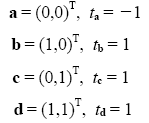 a = (0,0)ᵀ, tₐ = −1
b = (1,0)ᵀ, t_b = 1
c = (0,1)ᵀ, t_c = 1
d = (1,1)ᵀ, t_d = 1